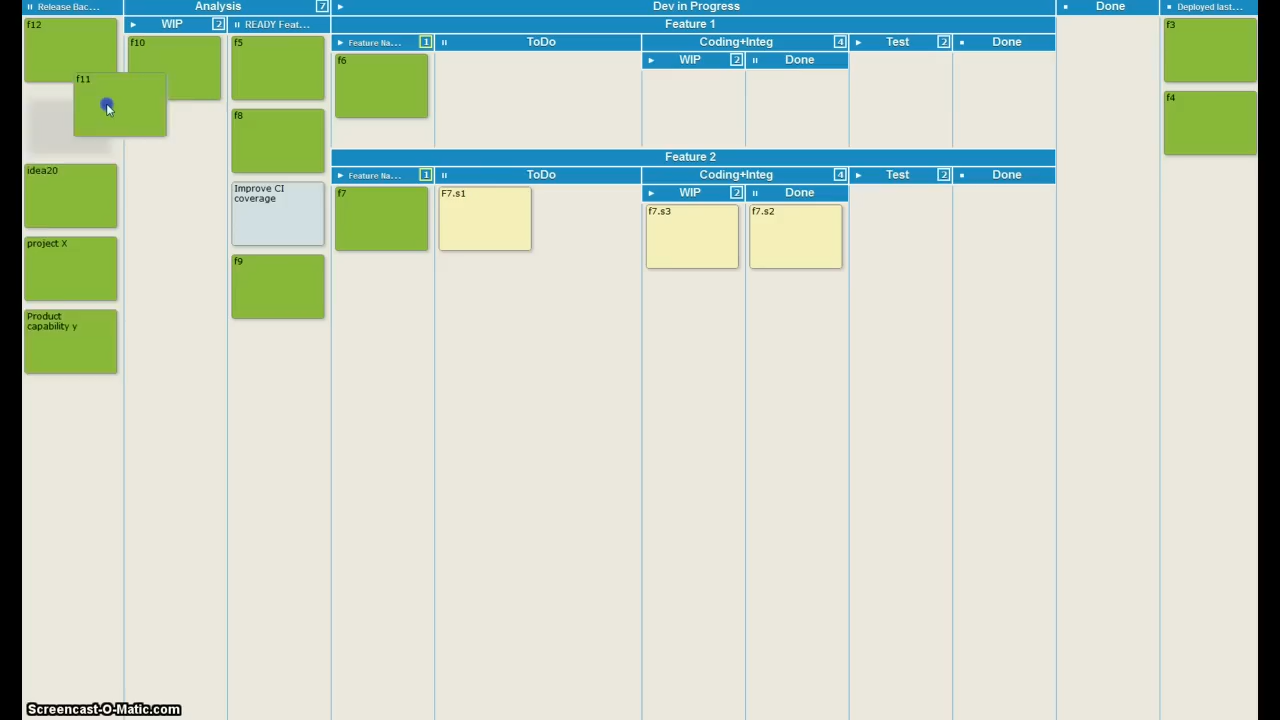 Release Bac...
Analysis
7
Dev in Progress
Done
Deployed last...
WIP
2
READY Feat...
Feature 1
Feature Na...
1
ToDo
Coding+Integ
4
Test
2
Done
WIP
2
Done
f12
f11
idea20
project X
Product
capability y
f10
f5
f8
Improve CI
coverage
f9
f6
Feature 2
Feature Na...
1
ToDo
Coding+Integ
4
Test
2
Done
WIP
2
Done
f7
F7.s1
f7.s3
f7.s2
f3
f4
Screencast-O-Matic.com